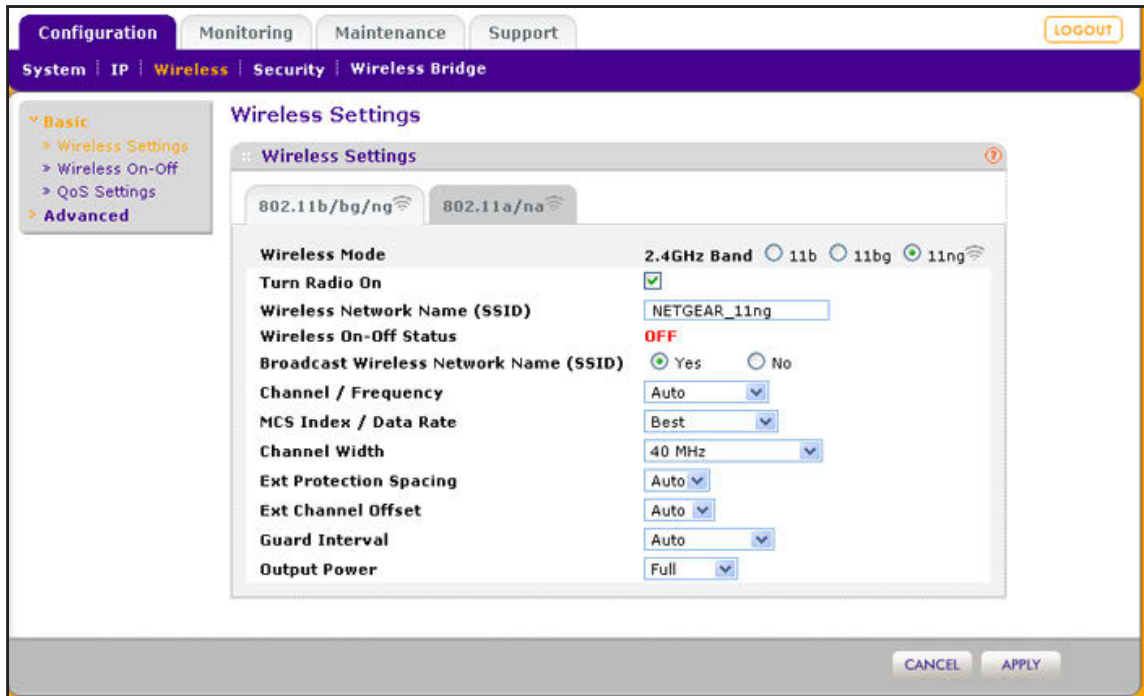 Configuration Monitoring Maintenance Support LOGOUT
System IP Wireless Security Wireless Bridge
Basic
Wireless Settings
Wireless On-Off
QoS Settings
Advanced
Wireless Settings
Wireless Settings ?
802.11b/bg/ng 802.11a/na
Wireless Mode 2.4GHz Band 11b 11bg 11ng
Turn Radio On
Wireless Network Name (SSID) NETGEAR_11ng
Wireless On-Off Status OFF
Broadcast Wireless Network Name (SSID) Yes No
Channel / Frequency Auto
MCS Index / Data Rate Best
Channel Width 40 MHz
Ext Protection Spacing Auto
Ext Channel Offset Auto
Guard Interval Auto
Output Power Full
CANCEL APPLY